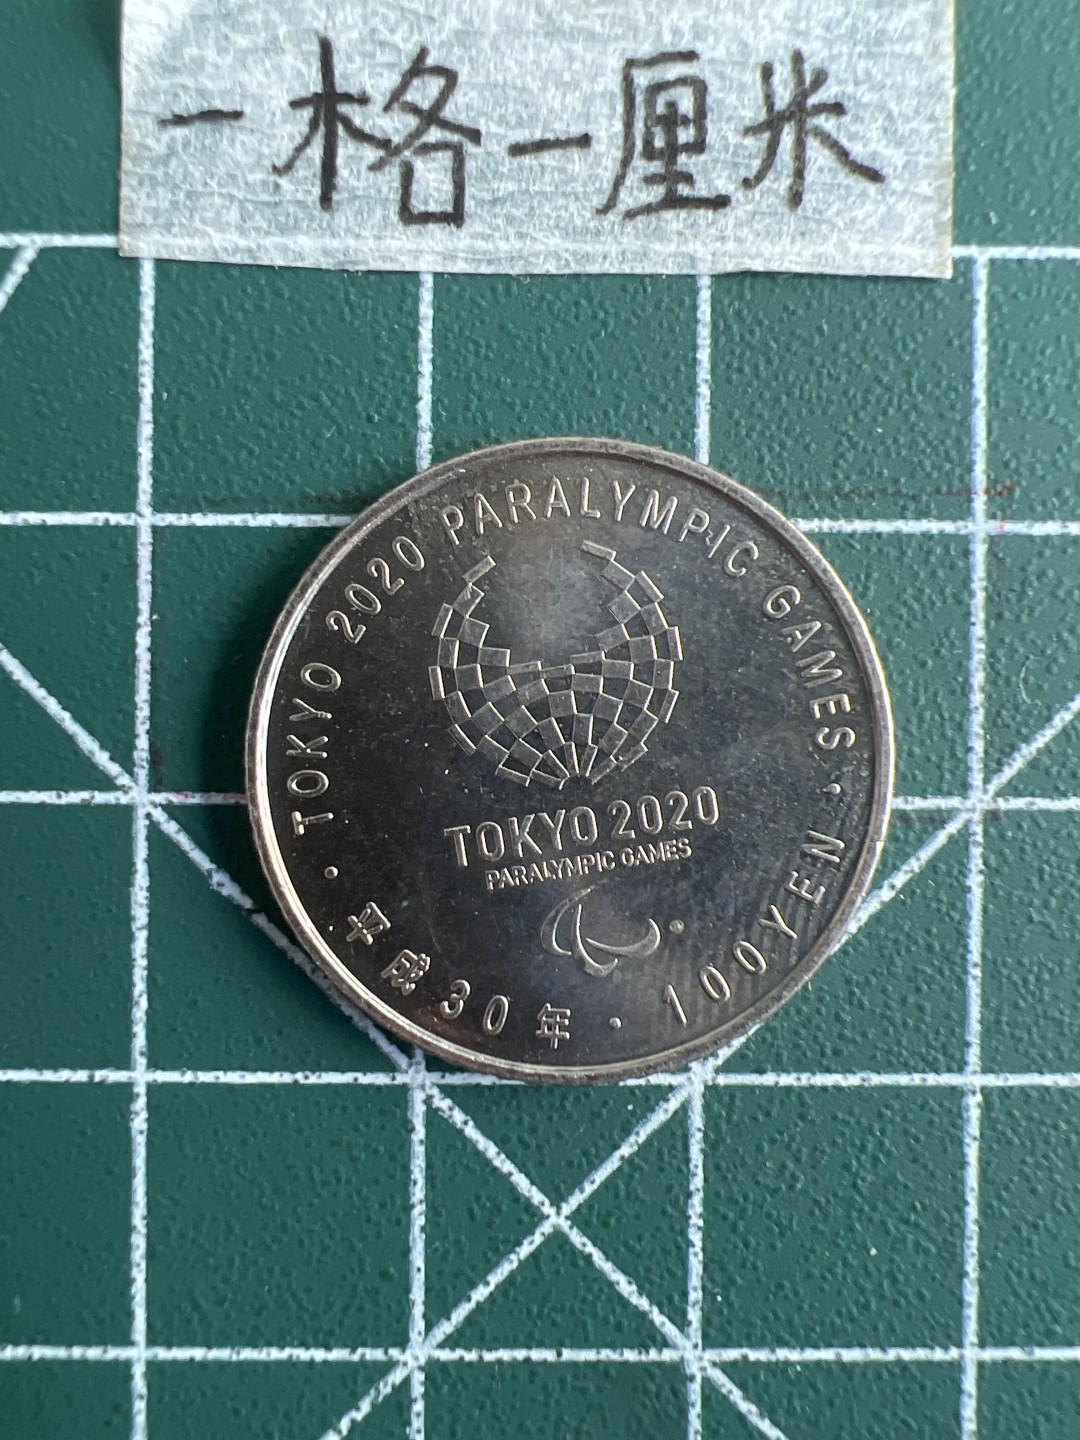 一格一厘米
TOKYO 2020 PARALYMPIC GAMES
TOKYO 2020
PARALYMPIC GAMES
平成30年・100YEN